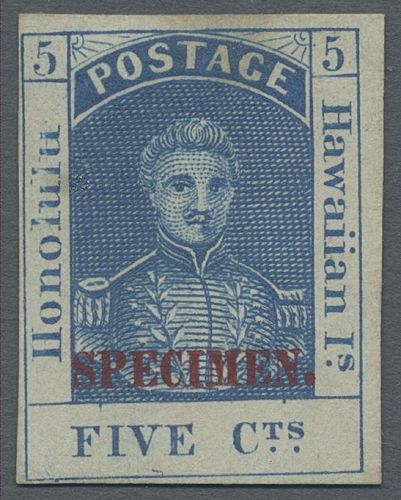 5 5
POSTAGE
Honolulu
Hawaiian Is.
SPECIMEN.
FIVE Cts.